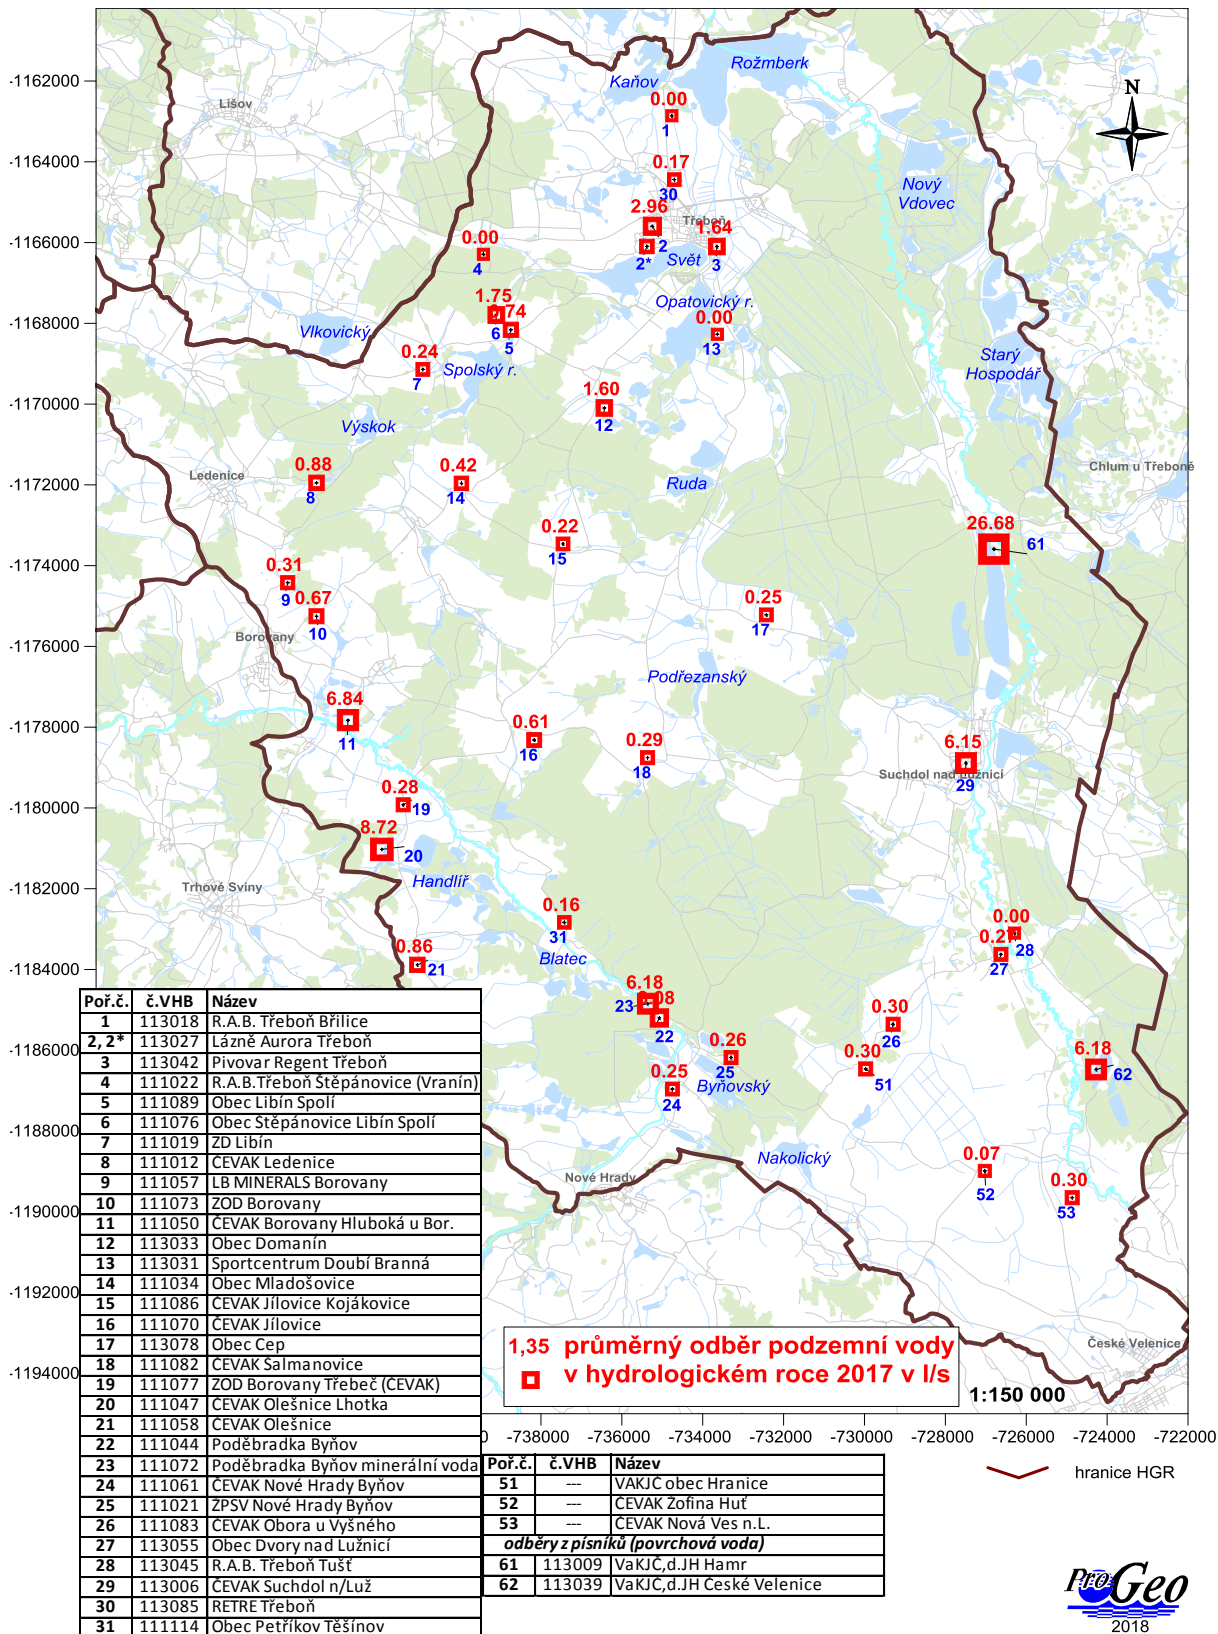 Kaňov
Rožmberk
-1162000
Lišov
N
0.00
1
-1164000
0.17
30
Nový
Vdovec
2.96
Třeboň
1.64
-1166000
0.00
4
2
2*
Svět
3
1.75
Opatovický r.
-1168000
Vlkovický
6
5
0.00
13
0.24
7
Spolský r.
Starý
Hospodář
-1170000
1.60
12
Výskok
0.88
8
Ledenice
0.42
14
Ruda
Chlum u Třeboně
-1172000
0.22
15
26.68
61
-1174000
0.31
9
0.67
10
0.25
17
Borovany
-1176000
Podřezanský
6.84
11
-1178000
0.61
16
0.29
18
6.15
Suchdol nad Lužnicí
29
-1180000
0.28
19
8.72
20
Handlíř
-1182000
Trhové Sviny
0.16
31
0.00
28
0.27
27
Blatec
-1184000
0.86
21
6.18
23
22
0.30
26
-1186000
0.26
25
0.30
51
6.18
62
Byňovský
0.25
24
-1188000
Nakolický
0.07
52
Nové Hrady
0.30
53
-1190000
-1192000
České Velenice
-1194000
1,35 průměrný odběr podzemní vody
v hydrologickém roce 2017 v l/s
1:150 000
0 -738000 -736000 -734000 -732000 -730000 -728000 -726000 -724000 -722000
hranice HGR
Poř.č. č.VHB Název
1 113018 R.A.B. Třeboň Břilice
2, 2* 113027 Lázně Aurora Třeboň
3 113042 Pivovar Regent Třeboň
4 111022 R.A.B.Třeboň Štěpánovice (Vranín)
5 111089 Obec Libín Spolí
6 111076 Obec Štěpánovice Libín Spolí
7 111019 ZD Libín
8 111012 ČEVAK Ledenice
9 111057 LB MINERALS Borovany
10 111073 ZOD Borovany
11 111050 ČEVAK Borovany Hluboká u Bor.
12 113033 Obec Domanín
13 113031 Sportcentrum Doubí Branná
14 111034 Obec Mladošovice
15 111086 ČEVAK Jílovice Kojákovice
16 111070 ČEVAK Jílovice
17 113078 Obec Cep
18 111082 ČEVAK Šalmanovice
19 111077 ZOD Borovany Třebeč (ČEVAK)
20 111047 ČEVAK Olešnice Lhotka
21 111058 ČEVAK Olešnice
22 111044 Poděbradka Byňov
23 111072 Poděbradka Byňov minerální voda
24 111061 ČEVAK Nové Hrady Byňov
25 111021 ŽPSV Nové Hrady Byňov
26 111083 ČEVAK Obora u Vyšného
27 113055 Obec Dvory nad Lužnicí
28 113045 R.A.B. Třeboň Tušť
29 113006 ČEVAK Suchdol n/Luž
30 113085 RETRE Třeboň
31 111114 Obec Petříkov Těšínov
Poř.č. č.VHB Název
51 --- VAKJČ obec Hranice
52 --- ČEVAK Žofina Huť
53 --- ČEVAK Nová Ves n.L.
odběry z písníků (povrchová voda)
61 113009 VaKJČ,d.JH Hamr
62 113039 VaKJČ,d.JH České Velenice
ProGeo
2018